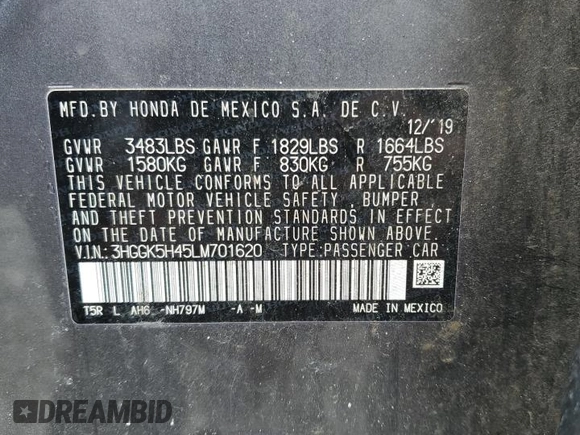 MFD.BY HONDA DE MEXICO S.A. DE C.V.
12/'19
GVWR 3483LBS GAWR F 1829LBS R 1664LBS
GVWR 1580KG GAWR F 830KG R 755KG
THIS VEHICLE CONFORMS TO ALL APPLICABLE
FEDERAL MOTOR VEHICLE SAFETY, BUMPER
AND THEFT PREVENTION STANDARDS IN EFFECT
ON THE DATE OF MANUFACTURE SHOWN ABOVE.
V.I.N.:3HGGK5H45LM701620 TYPE:PASSENGER CAR
T5R L AH6 -NH797M -A -M MADE IN MEXICO
DREAMBID